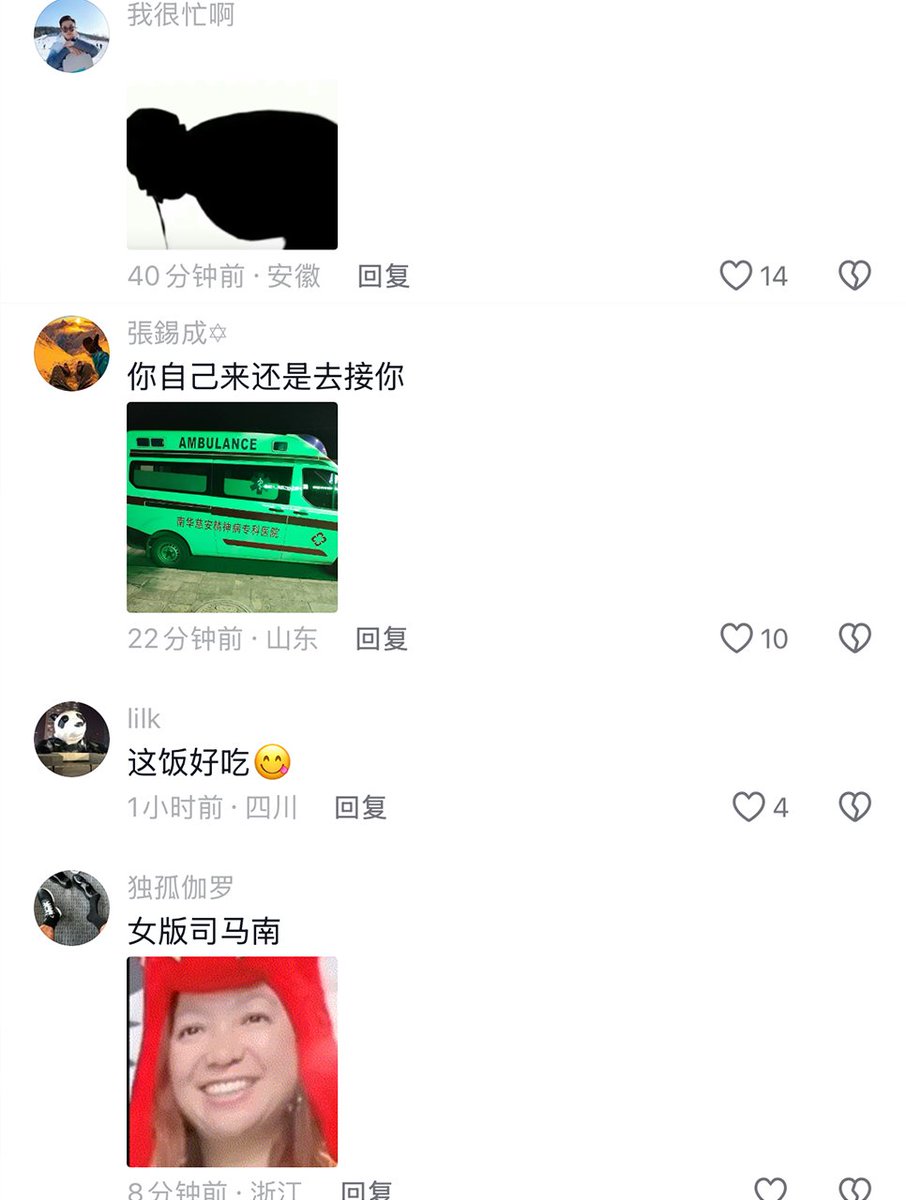 我很忙啊
40分钟前·安徽 回复 14
張錫成✡
你自己来还是去接你
AMBULANCE
南华慈安精神病专科医院
22分钟前·山东 回复 10
lilk
这饭好吃😋
1小时前·四川 回复 4
独孤伽罗
女版司马南
8分钟前·浙江 回复